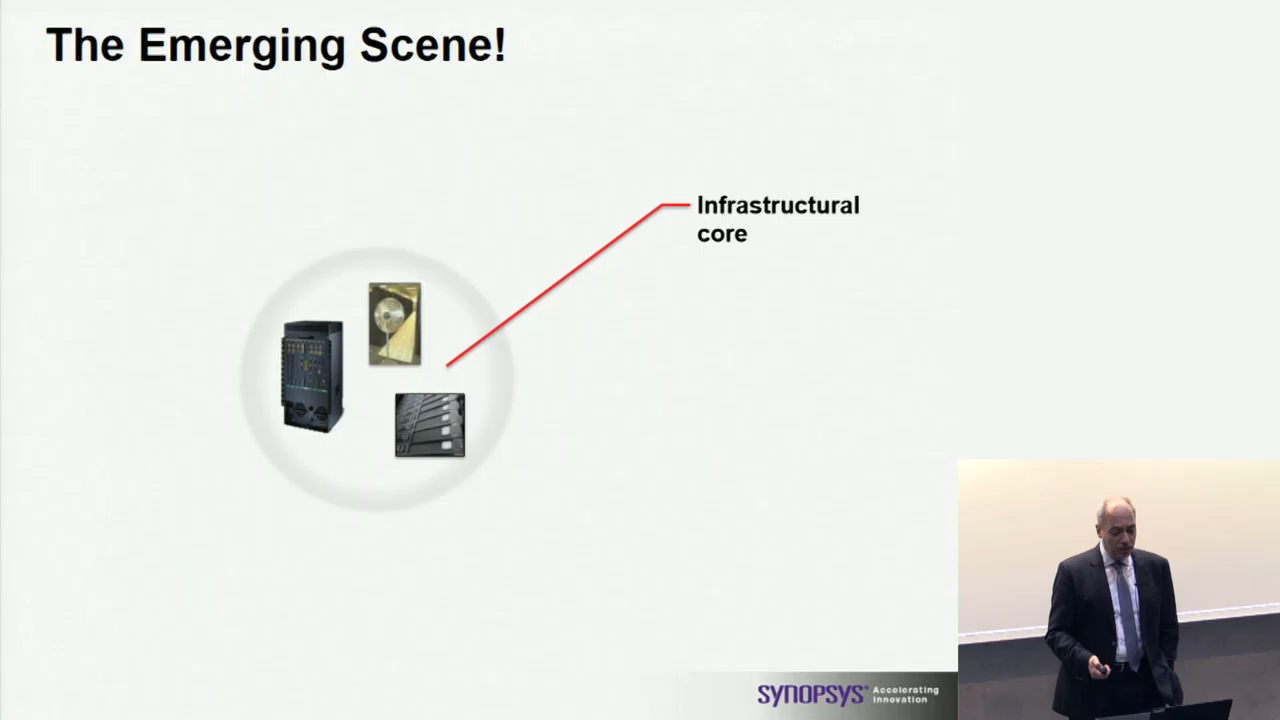 The Emerging Scene!
Infrastructural
core
SYNOPSYS® Accelerating
Innovation